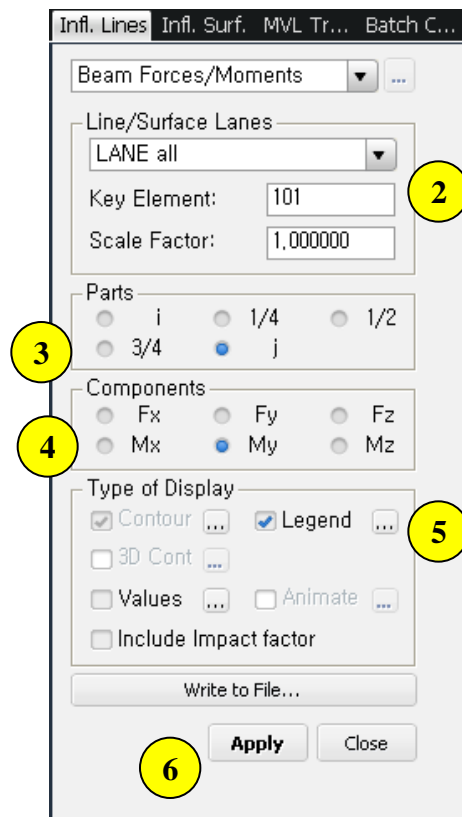 Infl. Lines Infl. Surf. MVL Tr... Batch C...
Beam Forces/Moments ...
Line/Surface Lanes
LANE all
2
Key Element: 101
Scale Factor: 1,000000
Parts
i 1/4 1/2
3
3/4 j
Components
Fx Fy Fz
4
Mx My Mz
Type of Display
Contour ... Legend ...
5
3D Cont ...
Values ... Animate ...
Include Impact factor
Write to File...
Apply Close
6